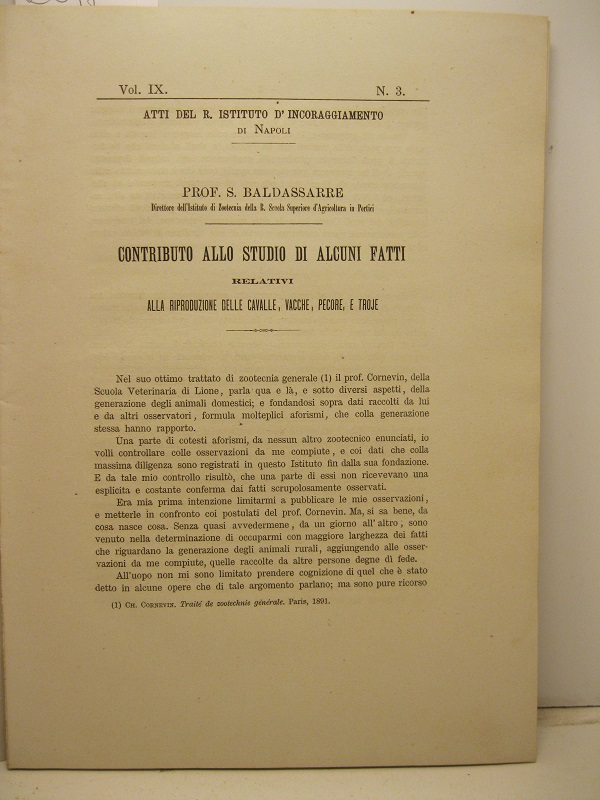 Vol. IX. N. 3.
ATTI DEL R. ISTITUTO D' INCORAGGIAMENTO
DI NAPOLI
PROF. S. BALDASSARRE
Direttore dell'Istituto di Zootecnia della R. Scuola Superiore d'Agricoltura in Portici
CONTRIBUTO ALLO STUDIO DI ALCUNI FATTI
RELATIVI
ALLA RIPRODUZIONE DELLE CAVALLE, VACCHE, PECORE, E TROJE
Nel suo ottimo trattato di zootecnia generale (1) il prof. Cornevin, della
Scuola Veterinaria di Lione, parla qua e là, e sotto diversi aspetti, della
generazione degli animali domestici; e fondandosi sopra dati raccolti da lui
e da altri osservatori, formula molteplici aforismi, che colla generazione
stessa hanno rapporto.
Una parte di cotesti aforismi, da nessun altro zootecnico enunciati, io
volli controllare colle osservazioni da me compiute, e coi dati che colla
massima diligenza sono registrati in questo Istituto fin dalla sua fondazione.
E da tale mio controllo risultò, che una parte di essi non ricevevano una
esplicita e costante conferma dai fatti scrupolosamente osservati.
Era mia prima intenzione limitarmi a pubblicare le mie osservazioni,
e metterle in confronto coi postulati del prof. Cornevin. Ma, si sa bene, da
cosa nasce cosa. Senza quasi avvedermene, da un giorno all'altro, sono
venuto nella determinazione di occuparmi con maggiore larghezza dei fatti
che riguardano la generazione degli animali rurali, aggiungendo alle osser-
vazioni da me compiute, quelle raccolte da altre persone degne di fede.
All'uopo non mi sono limitato prendere cognizione di quel che è stato
detto in alcune opere che di tale argomento parlano; ma sono pure ricorso
(1) CH. CORNEVIN. Traité de zootechnie générale. Paris, 1891.